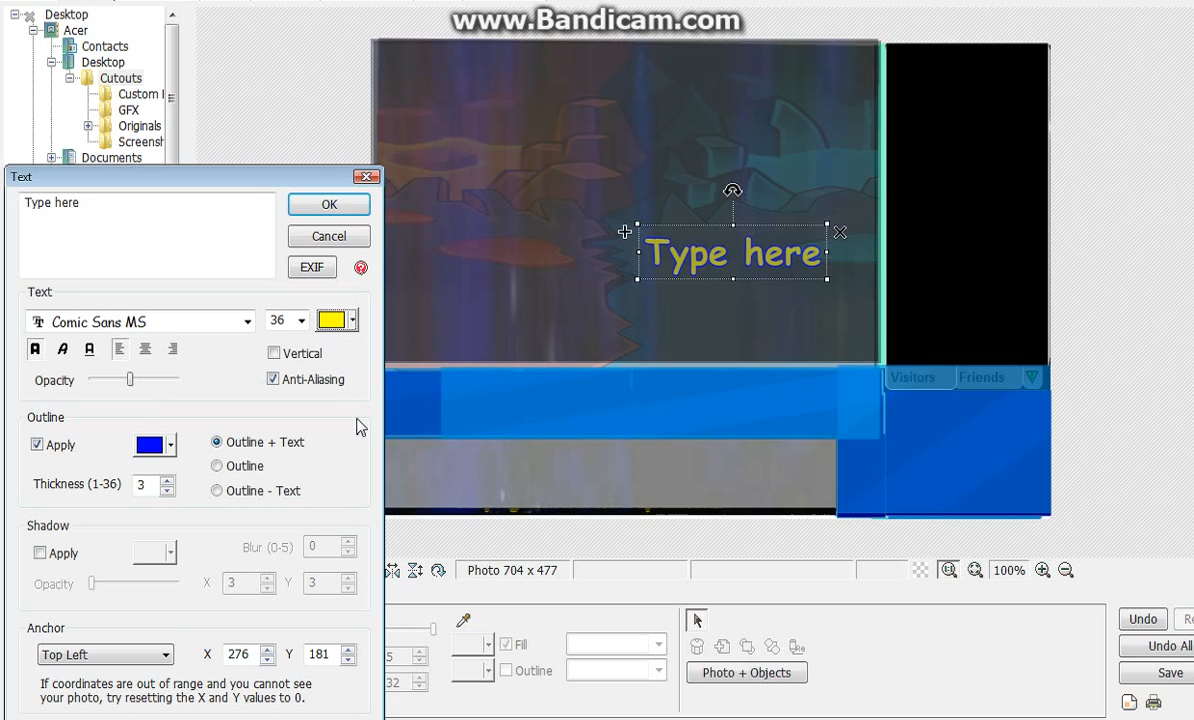 www.Bandicam.com
Desktop
Acer
Contacts
Desktop
Cutouts
Custom
GFX
Originals
Screensh
Documents
Text
Type here
OK
Cancel
EXIF
Text
Comic Sans MS
36
A A A
Vertical
Opacity
Anti-Aliasing
Outline
Apply
Outline + Text
Outline
Thickness (1-36)
3
Outline - Text
Shadow
Apply
Blur (0-5)
0
Opacity
X
3
Y
3
Anchor
Top Left
X
276
Y
181
If coordinates are out of range and you cannot see
your photo, try resetting the X and Y values to 0.
Type here
Visitors
Friends
Photo 704 x 477
100%
5
32
Fill
Outline
Photo + Objects
Undo
Re
Undo All
Save